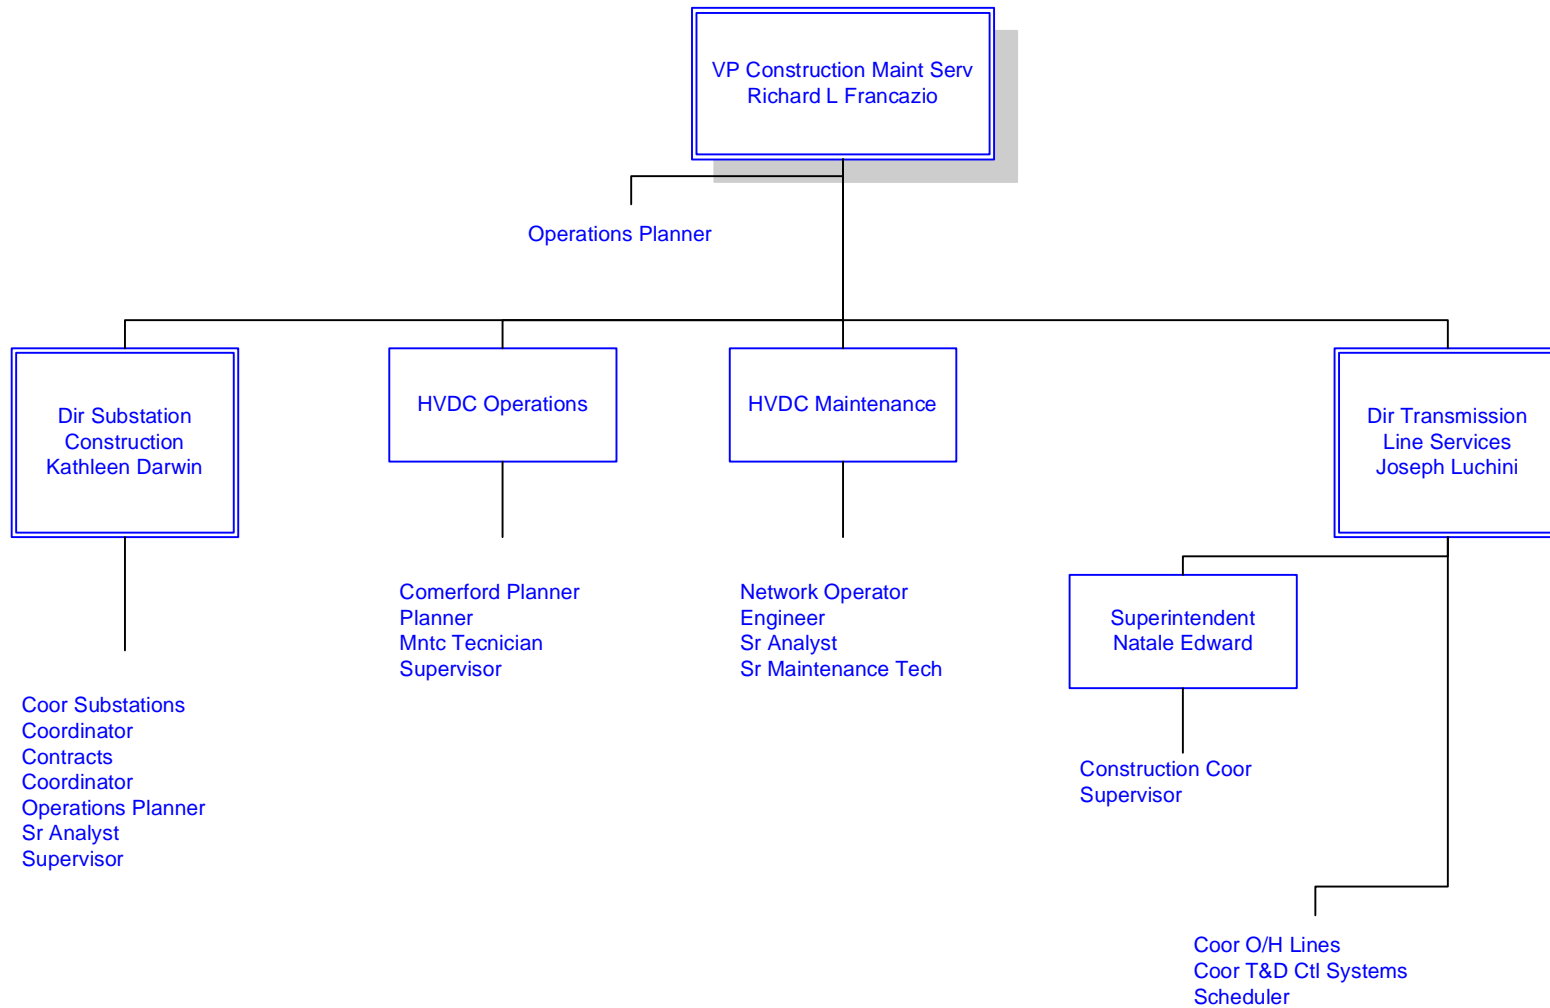 VP Construction Maint Serv
Richard L Francazio
Operations Planner
Dir Substation
Construction
Kathleen Darwin
HVDC Operations
HVDC Maintenance
Dir Transmission
Line Services
Joseph Luchini
Comerford Planner
Planner
Mntc Tecnician
Supervisor
Network Operator
Engineer
Sr Analyst
Sr Maintenance Tech
Superintendent
Natale Edward
Coor Substations
Coordinator
Contracts
Coordinator
Operations Planner
Sr Analyst
Supervisor
Construction Coor
Supervisor
Coor O/H Lines
Coor T&D Ctl Systems
Scheduler